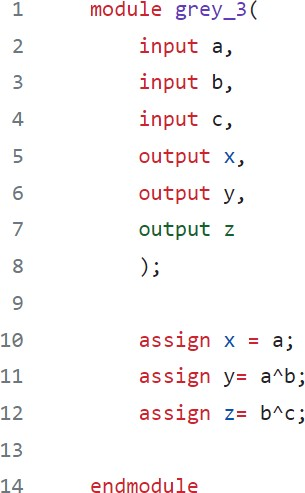 1 module grey_3(
2 input a,
3 input b,
4 input c,
5 output x,
6 output y,
7 output z
8 );
9
10 assign x = a;
11 assign y= a^b;
12 assign z= b^c;
13
14 endmodule